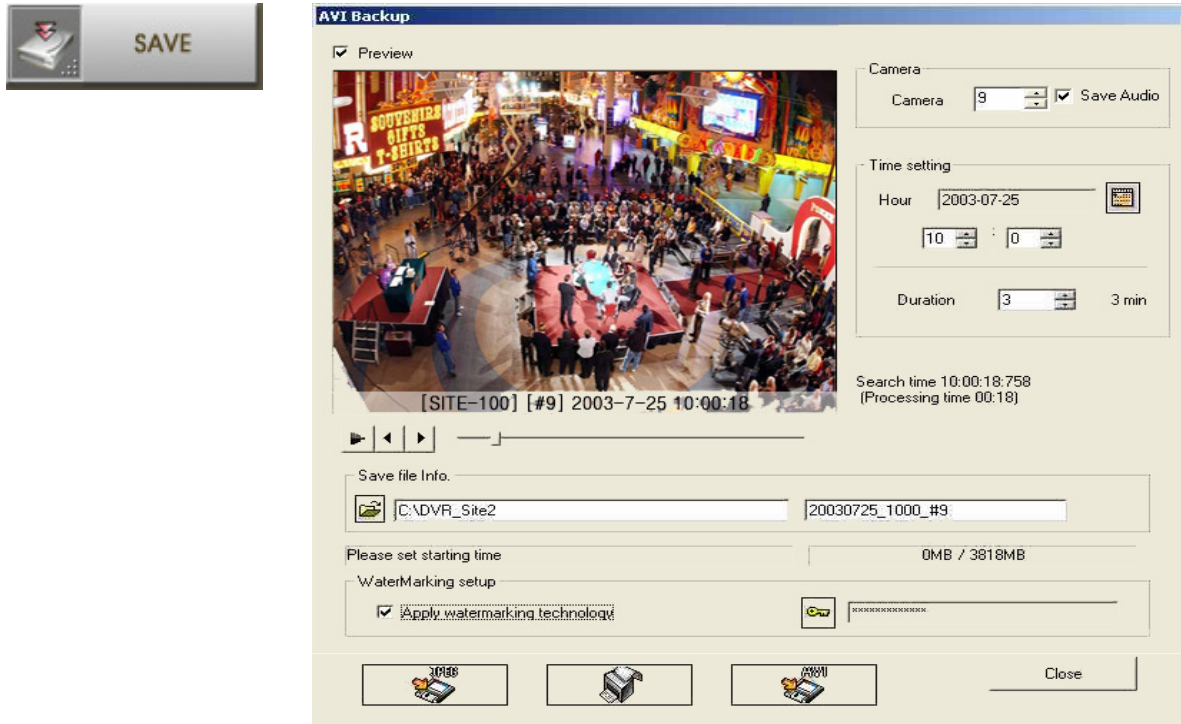 SAVE
AVI Backup
Preview
SOUVENIRS
GIFTS
T-SHIRTS
[SITE-100] [#9] 2003-7-25 10:00:18
Camera
Camera 9 Save Audio
Time setting
Hour 2003-07-25
10 : 0
Duration 3 3 min
Search time 10:00:18:758
(Processing time 00:18)
Save file Info.
C:\DVR_Site2 20030725_1000_#9
Please set starting time 0MB / 3818MB
WaterMarking setup
Apply watermarking technology *************
JPEG AVI Close